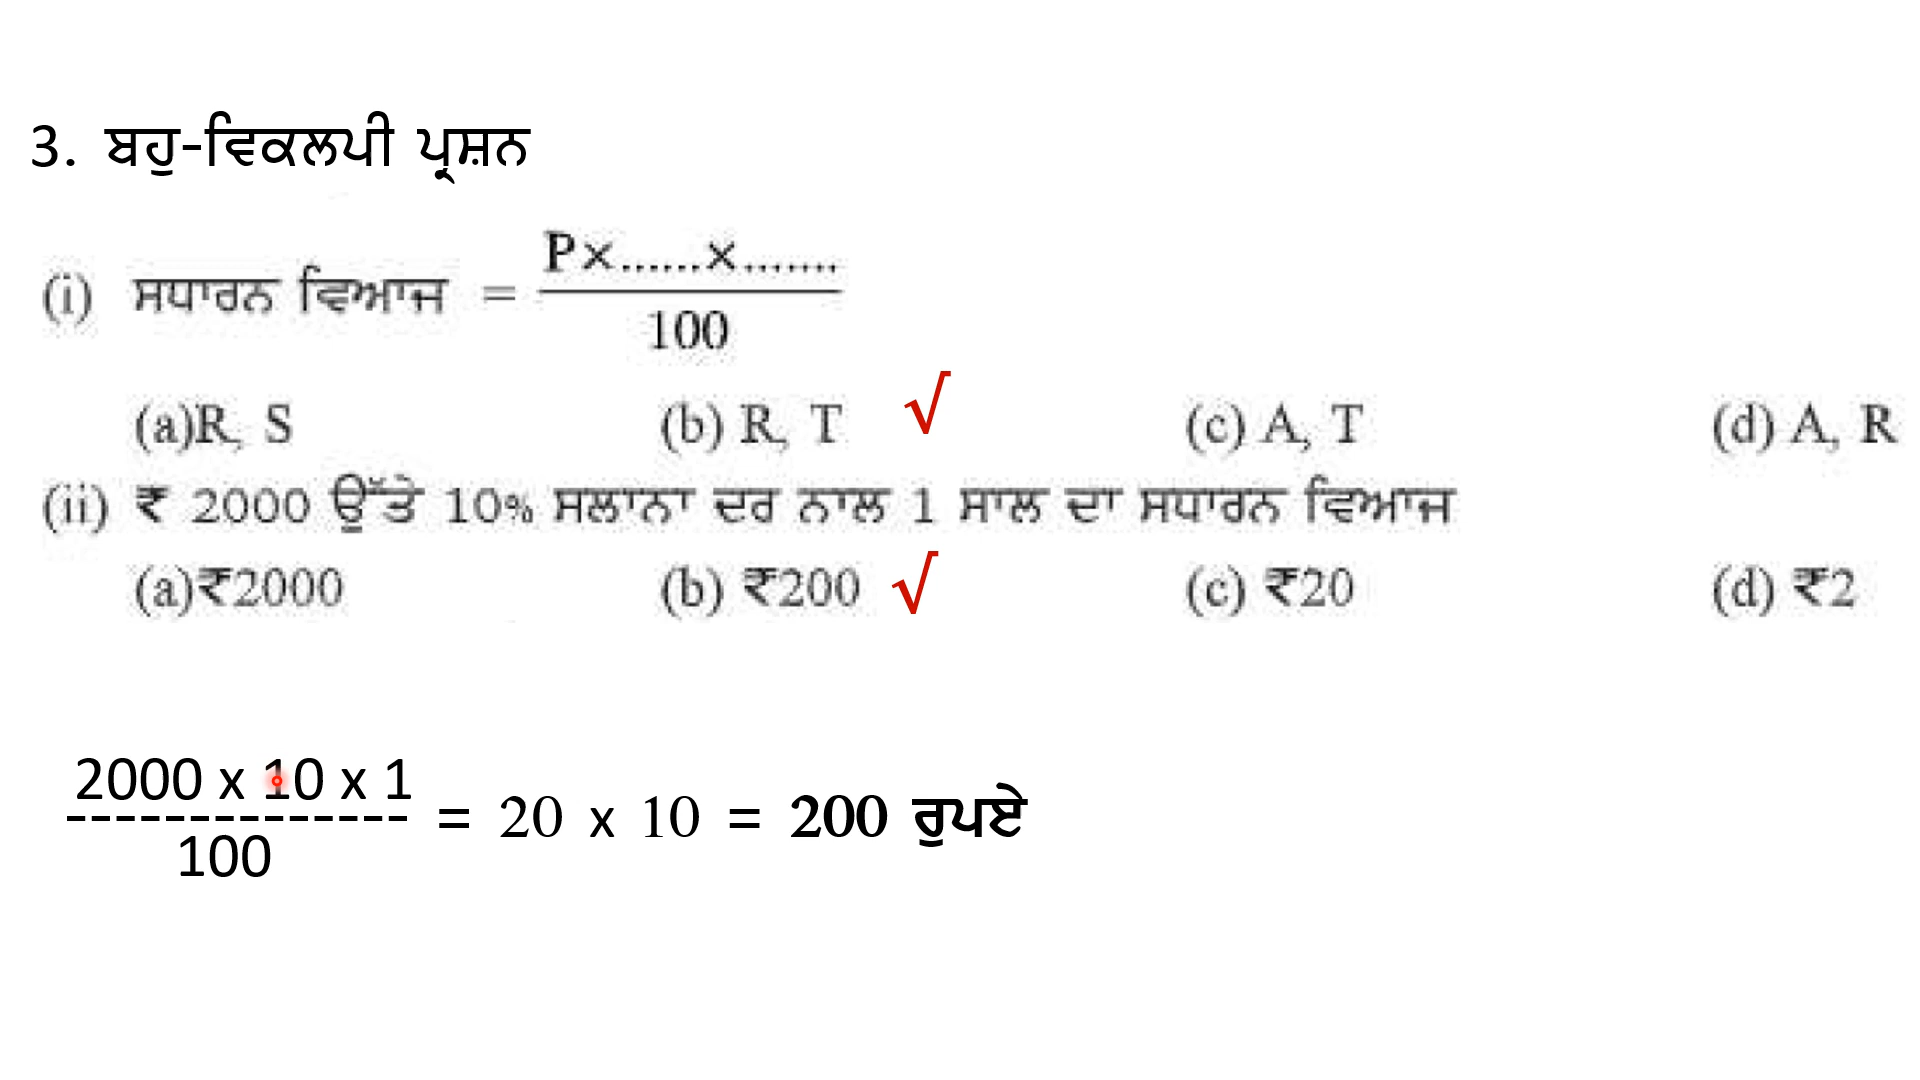 3. ਬਹੁ-ਵਿਕਲਪੀ ਪ੍ਰਸ਼ਨ
(i) ਸਧਾਰਨ ਵਿਆਜ = P×......×.......
100
(a)R, S (b) R, T √ (c) A, T (d) A, R
(ii) ₹ 2000 ਉੱਤੇ 10% ਸਲਾਨਾ ਦਰ ਨਾਲ 1 ਸਾਲ ਦਾ ਸਧਾਰਨ ਵਿਆਜ
(a)₹2000 (b) ₹200 √ (c) ₹20 (d) ₹2
2000 x 10 x 1
-------------- = 20 x 10 = 200 ਰੁਪਏ
100